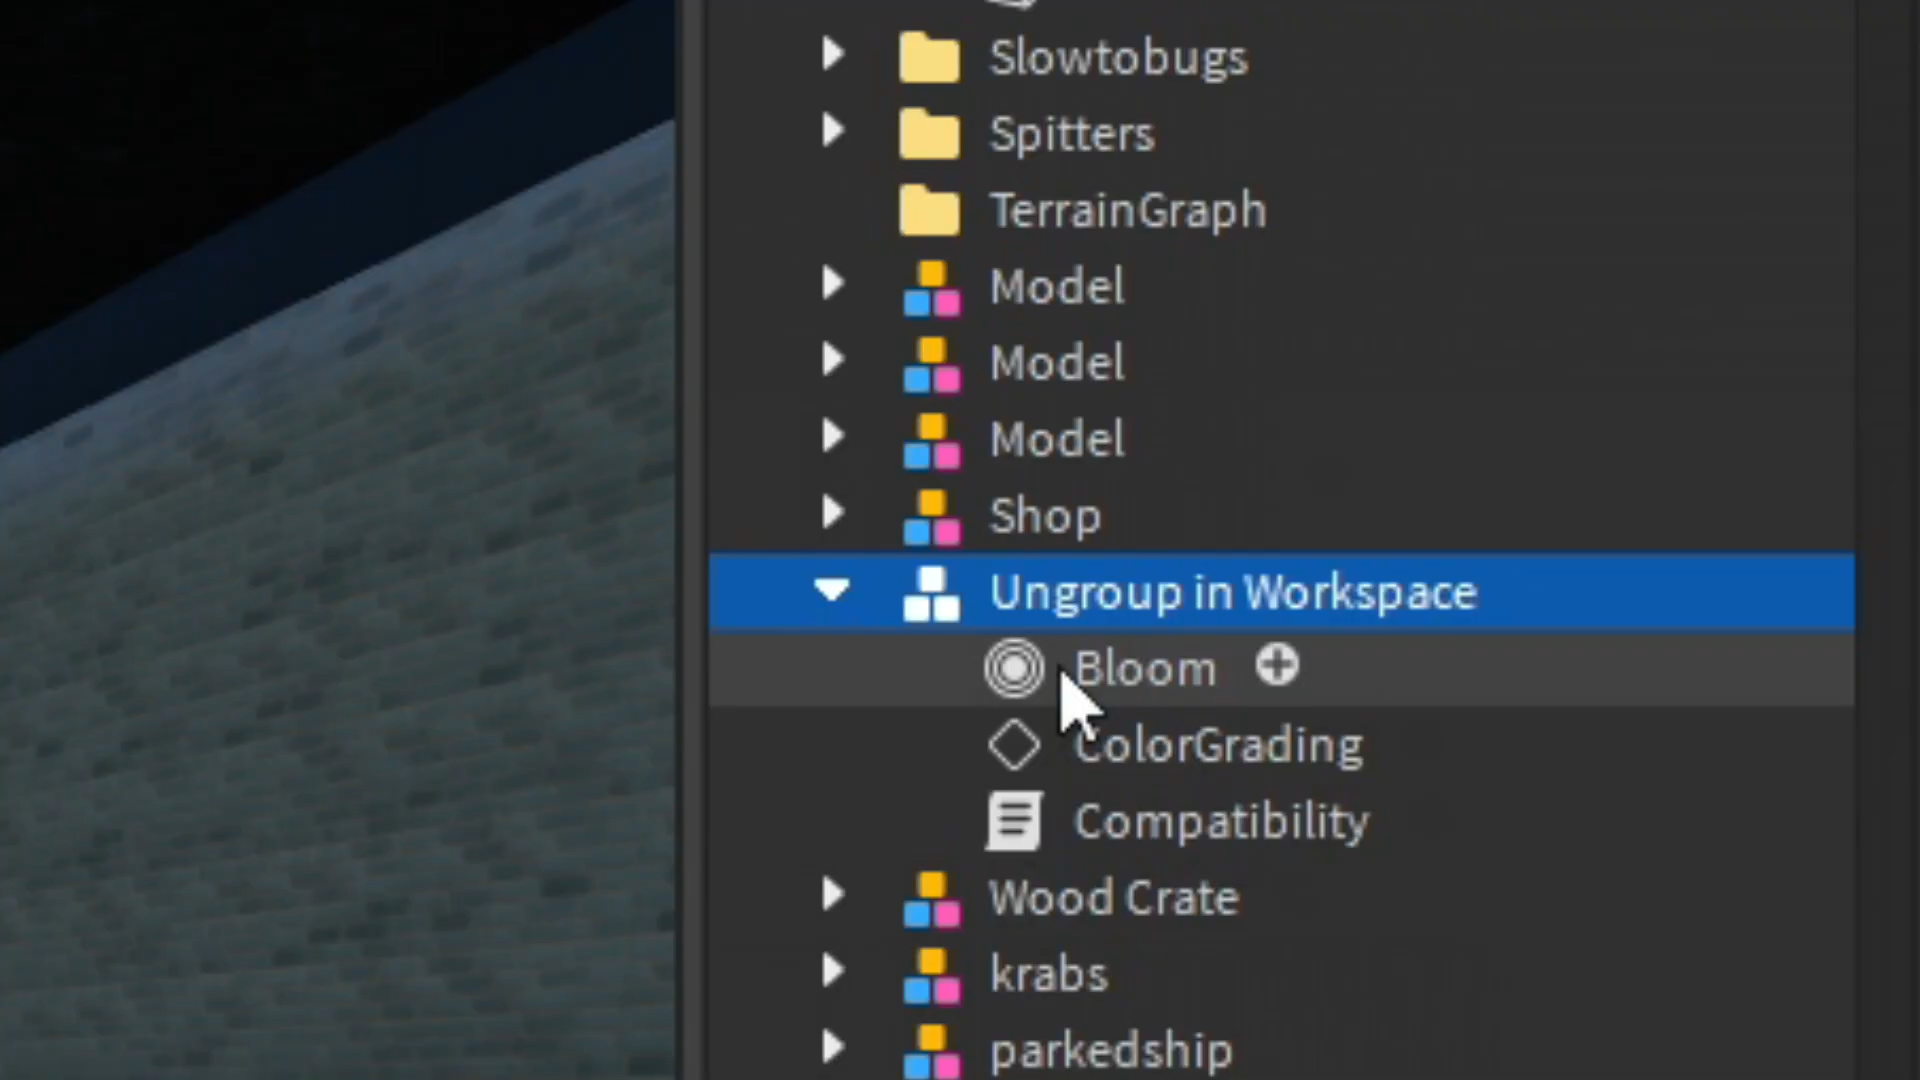 Slowtobugs
Spitters
TerrainGraph
Model
Model
Model
Shop
Ungroup in Workspace
Bloom
ColorGrading
Compatibility
Wood Crate
krabs
parkedship